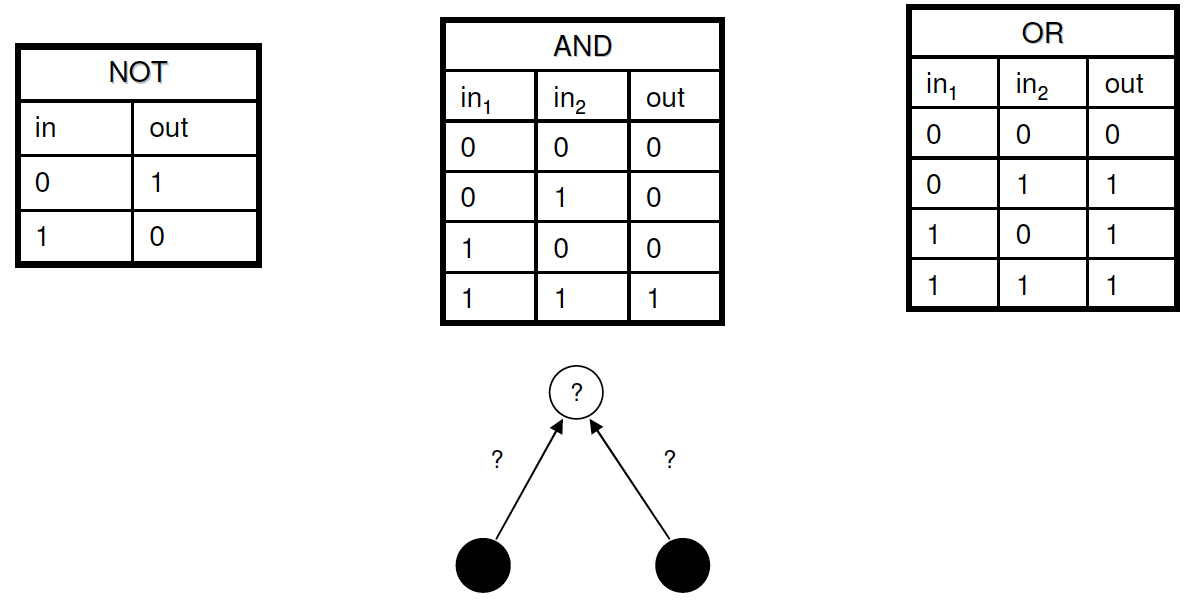 NOT
in out
0 1
1 0
AND
in₁ in₂ out
0 0 0
0 1 0
1 0 0
1 1 1
OR
in₁ in₂ out
0 0 0
0 1 1
1 0 1
1 1 1
?
? ?